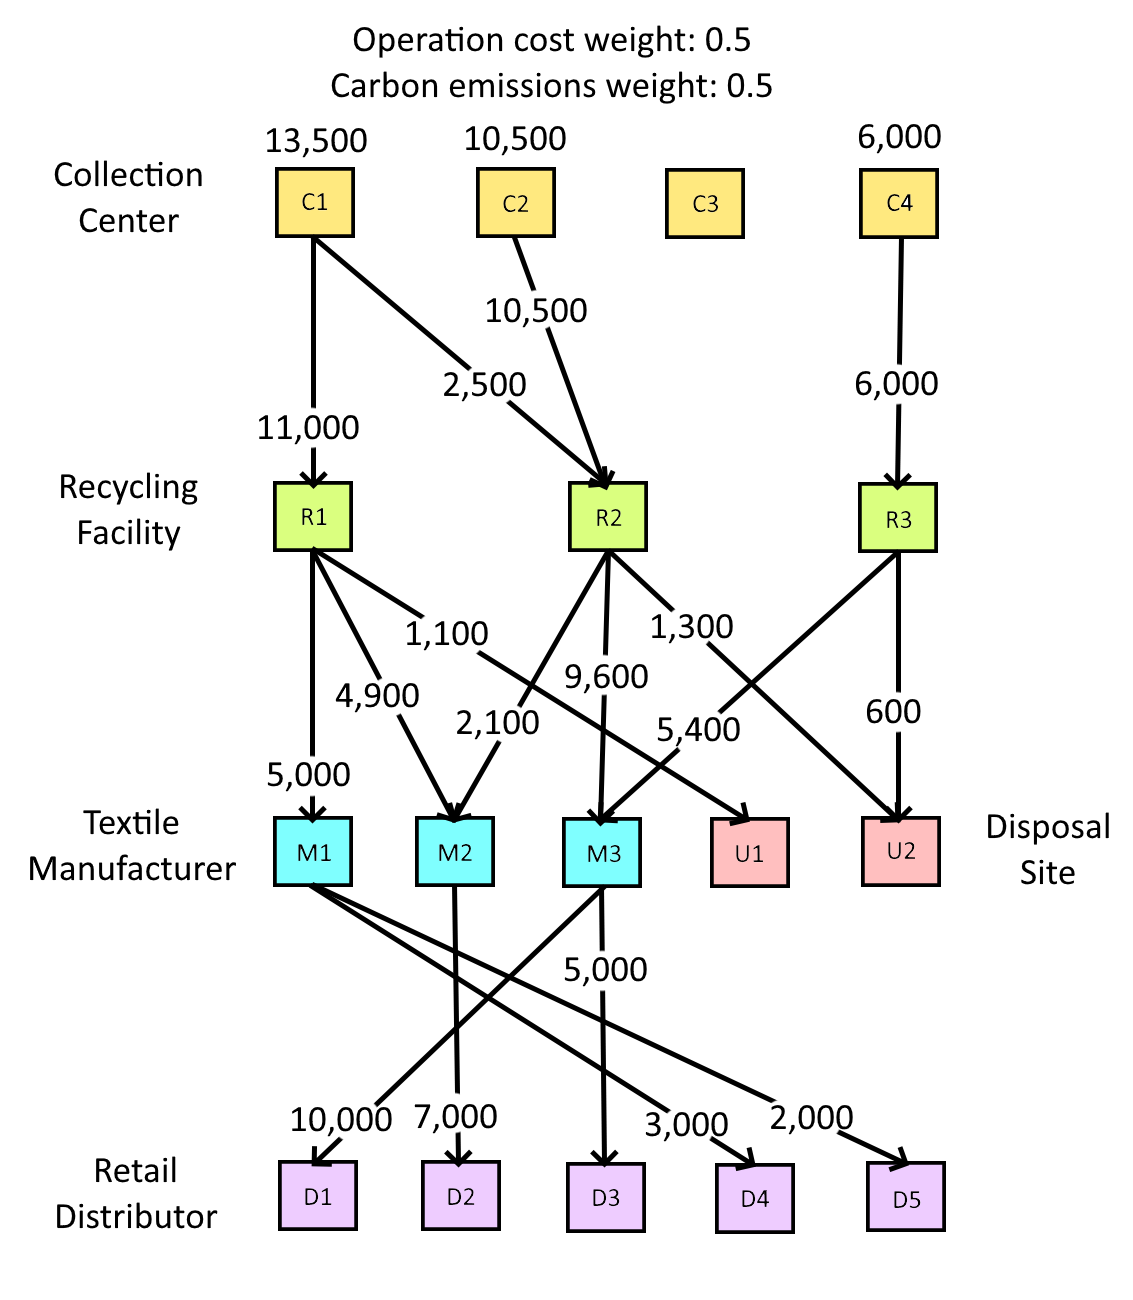 Operation cost weight: 0.5
Carbon emissions weight: 0.5
13,500
10,500
6,000
Collection
Center
C1
C2
C3
C4
10,500
2,500
6,000
11,000
Recycling
Facility
R1
R2
R3
1,100
1,300
4,900
9,600
2,100
5,400
600
5,000
Textile
Manufacturer
M1
M2
M3
U1
U2
Disposal
Site
5,000
10,000
7,000
3,000
2,000
Retail
Distributor
D1
D2
D3
D4
D5